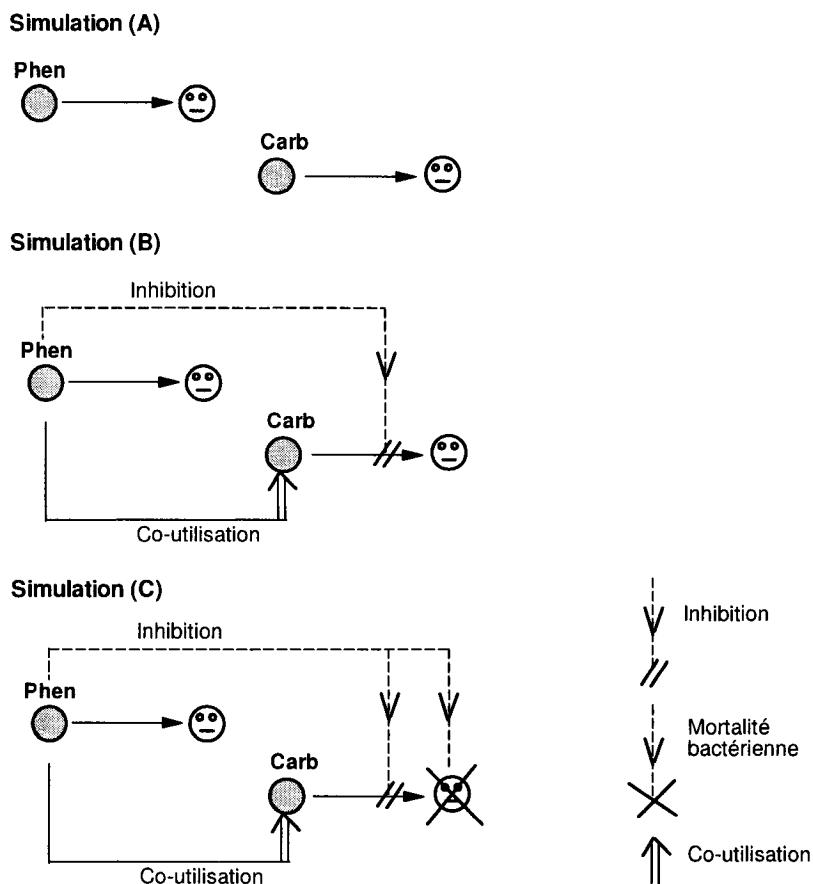 Simulation (A)
Phen
Carb
Simulation (B)
Inhibition
Phen
Carb
Co-utilisation
Simulation (C)
Inhibition
Phen
Carb
Co-utilisation
Inhibition
Mortalité
bactérienne
Co-utilisation